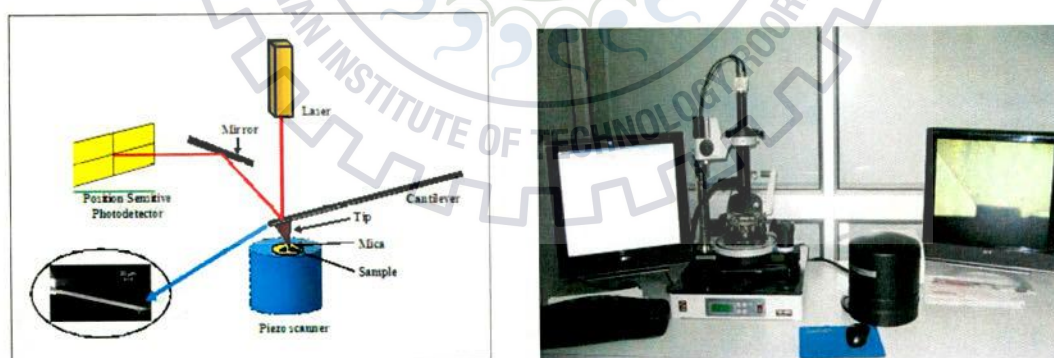 Laser
Mirror
Position Sensitive
Photodetector
Cantilever
Tip
Mica
Sample
Piezo scanner
INSTITUTE OF TECHNOLOGY